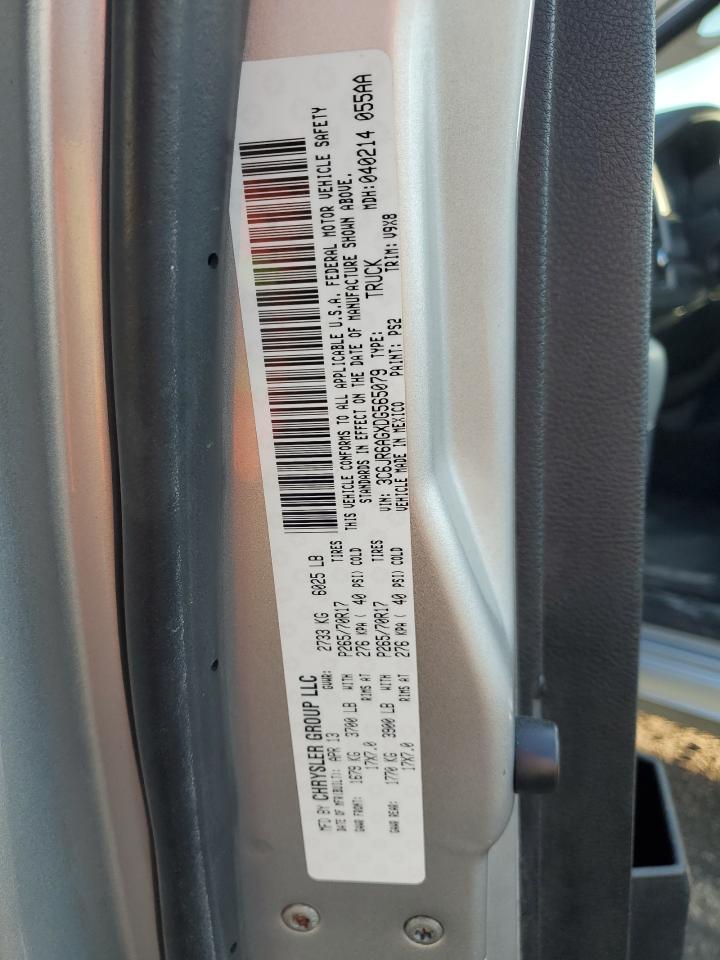 MFD BY CHRYSLER GROUP LLC
DATE OF MFR(BUILT): APR 13 GVWR: 2733 KG 6025 LB
GAWR FRONT: 1679 KG 3700 LB WITH P265/70R17 TIRES
17X7.0 RIMS AT 276 KPA ( 40 PSI) COLD
GAWR REAR: 1770 KG 3900 LB WITH P265/70R17 TIRES
17X7.0 RIMS AT 276 KPA ( 40 PSI) COLD
THIS VEHICLE CONFORMS TO ALL APPLICABLE U.S.A. FEDERAL MOTOR VEHICLE SAFETY
STANDARDS IN EFFECT ON THE DATE OF MANUFACTURE SHOWN ABOVE.
MDH: 040214 055AA
VIN: 3C6JR6AGXDG565079 TYPE: TRUCK
VEHICLE MADE IN MEXICO PAINT: PS2 TRIM: V9X8